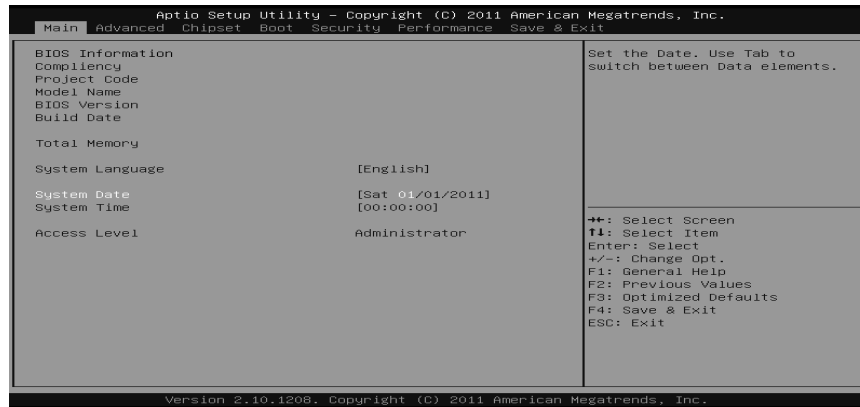 Aptio Setup Utility – Copyright (C) 2011 American Megatrends, Inc.
Main Advanced Chipset Boot Security Performance Save & Exit
BIOS Information
Compliency
Project Code
Model Name
BIOS Version
Build Date
Total Memory
System Language [English]
System Date [Sat 01/01/2011]
System Time [00:00:00]
Access Level Administrator
Set the Date. Use Tab to
switch between Data elements.
→←: Select Screen
↑↓: Select Item
Enter: Select
+/-: Change Opt.
F1: General Help
F2: Previous Values
F3: Optimized Defaults
F4: Save & Exit
ESC: Exit
Version 2.10.1208. Copyright (C) 2011 American Megatrends, Inc.